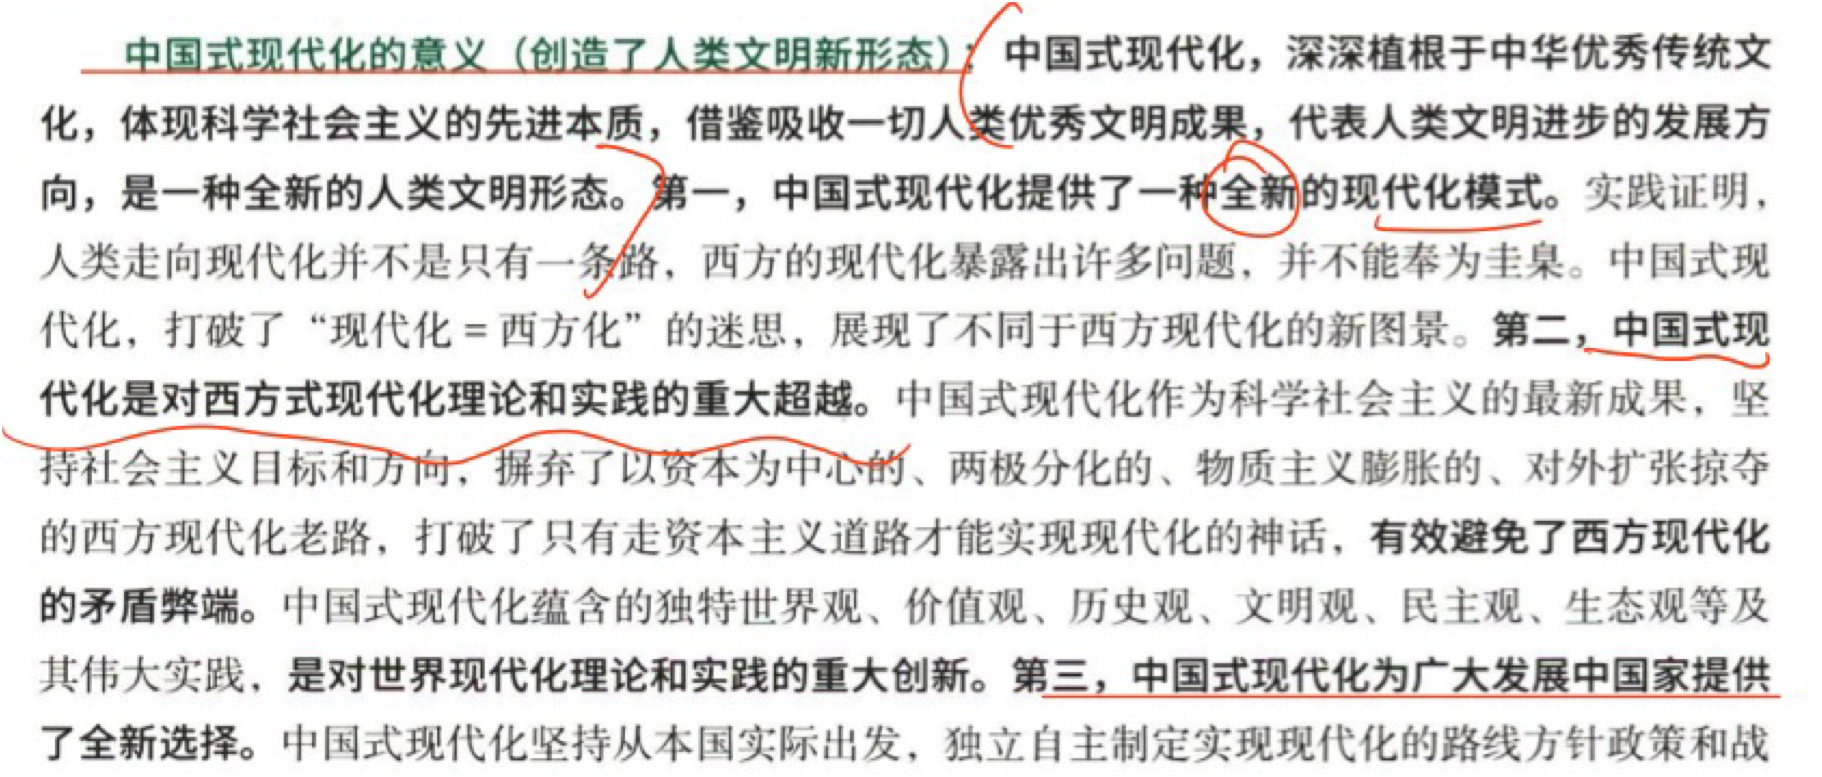 中国式现代化的意义（创造了人类文明新形态）：中国式现代化，深深植根于中华优秀传统文
化，体现科学社会主义的先进本质，借鉴吸收一切人类优秀文明成果，代表人类文明进步的发展方
向，是一种全新的人类文明形态。第一，中国式现代化提供了一种全新的现代化模式。实践证明，
人类走向现代化并不是只有一条路，西方的现代化暴露出许多问题，并不能奉为圭臬。中国式现
代化，打破了“现代化=西方化”的迷思，展现了不同于西方现代化的新图景。第二，中国式现
代化是对西方式现代化理论和实践的重大超越。中国式现代化作为科学社会主义的最新成果，坚
持社会主义目标和方向，摒弃了以资本为中心的、两极分化的、物质主义膨胀的、对外扩张掠夺
的西方现代化老路，打破了只有走资本主义道路才能实现现代化的神话，有效避免了西方现代化
的矛盾弊端。中国式现代化蕴含的独特世界观、价值观、历史观、文明观、民主观、生态观等及
其伟大实践，是对世界现代化理论和实践的重大创新。第三，中国式现代化为广大发展中国家提供
了全新选择。中国式现代化坚持从本国实际出发，独立自主制定实现现代化的路线方针政策和战